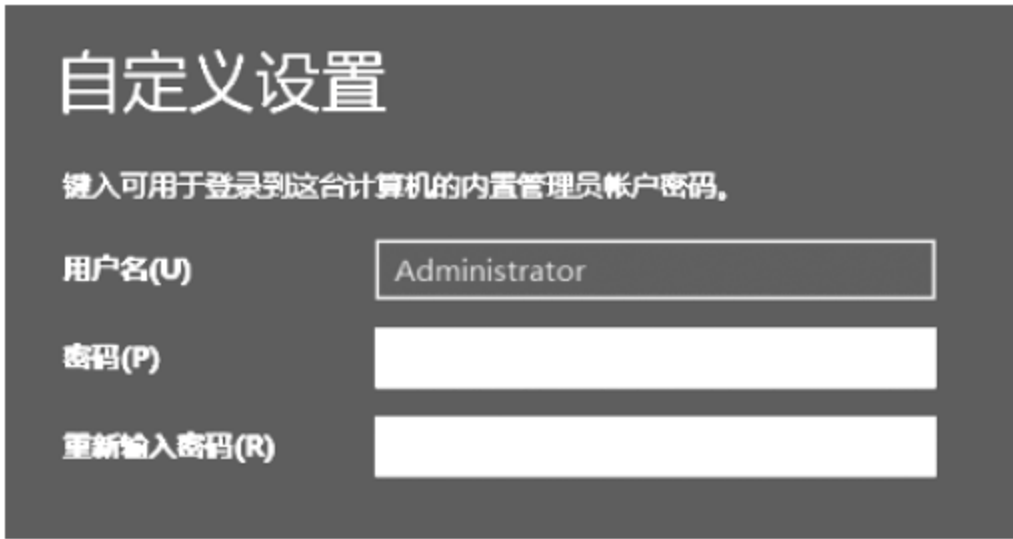 自定义设置
键入可用于登录到这台计算机的内置管理员帐户密码。
用户名(U)
Administrator
密码(P)
重新输入密码(R)